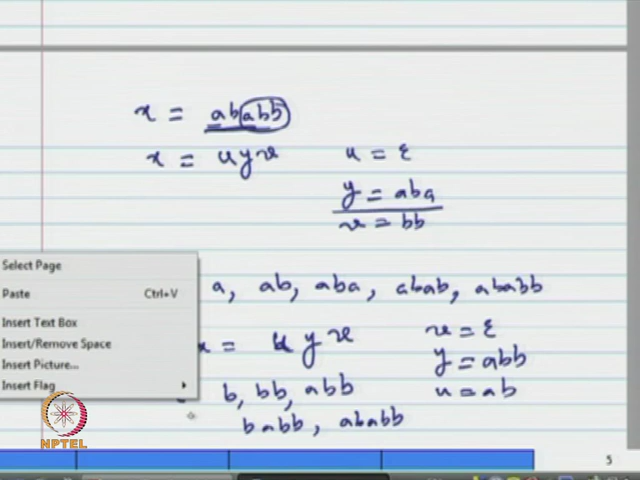 x = ababb
x = uyv u = ε
y = aba
v = bb
a, ab, aba, abab, ababb
x = u y v v = ε
y = abb
b, bb, abb u = ab
babb, ababb
Select Page
Paste Ctrl+V
Insert Text Box
Insert/Remove Space
Insert Picture...
Insert Flag
NPTEL
5